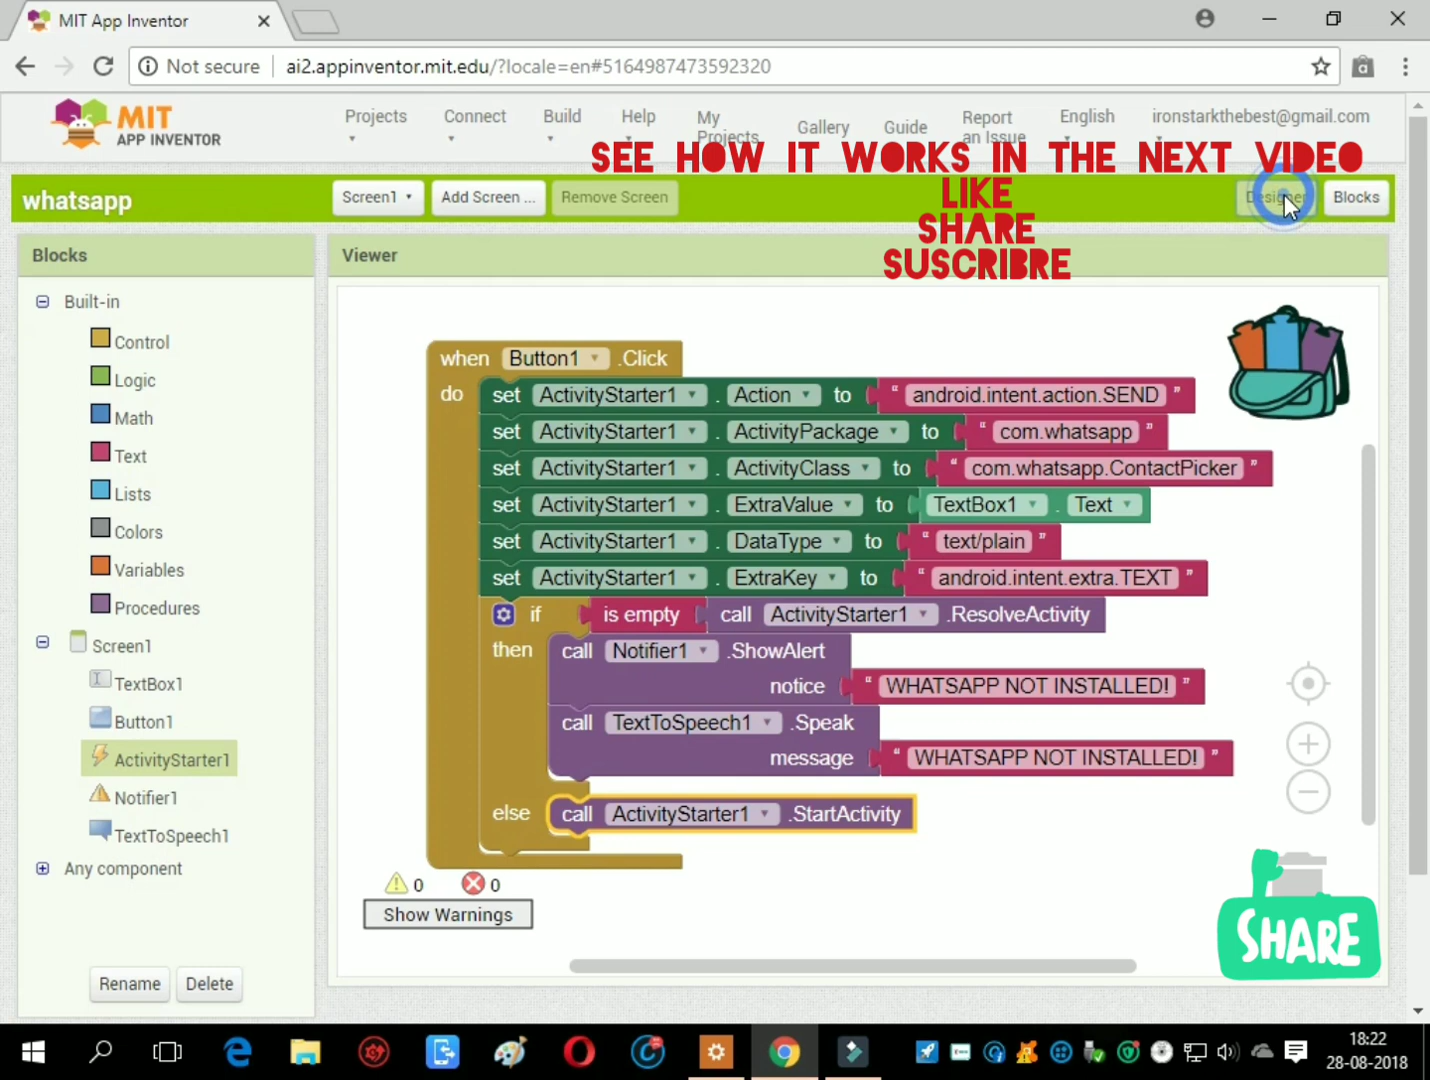 MIT App Inventor
Not secure
ai2.appinventor.mit.edu/?locale=en#5164987473592320
MIT
APP INVENTOR
Projects
Connect
Build
Help
My Projects
Gallery
Guide
Report an Issue
English
ironstarkthebest@gmail.com
SEE HOW IT WORKS IN THE NEXT VIDEO
LIKE
SHARE
SUSCRIBRE
whatsapp
Screen1
Add Screen ...
Remove Screen
Designer
Blocks
Blocks
Viewer
Built-in
Control
Logic
Math
Text
Lists
Colors
Variables
Procedures
Screen1
TextBox1
Button1
ActivityStarter1
Notifier1
TextToSpeech1
Any component
Rename
Delete
when Button1 .Click
do set ActivityStarter1 . Action to “ android.intent.action.SEND ”
set ActivityStarter1 . ActivityPackage to “ com.whatsapp ”
set ActivityStarter1 . ActivityClass to “ com.whatsapp.ContactPicker ”
set ActivityStarter1 . ExtraValue to TextBox1 . Text
set ActivityStarter1 . DataType to “ text/plain ”
set ActivityStarter1 . ExtraKey to “ android.intent.extra.TEXT ”
if is empty call ActivityStarter1 .ResolveActivity
then call Notifier1 .ShowAlert
notice “ WHATSAPP NOT INSTALLED! ”
call TextToSpeech1 .Speak
message “ WHATSAPP NOT INSTALLED! ”
else call ActivityStarter1 .StartActivity
0 0
Show Warnings
SHARE
18:22
28-08-2018